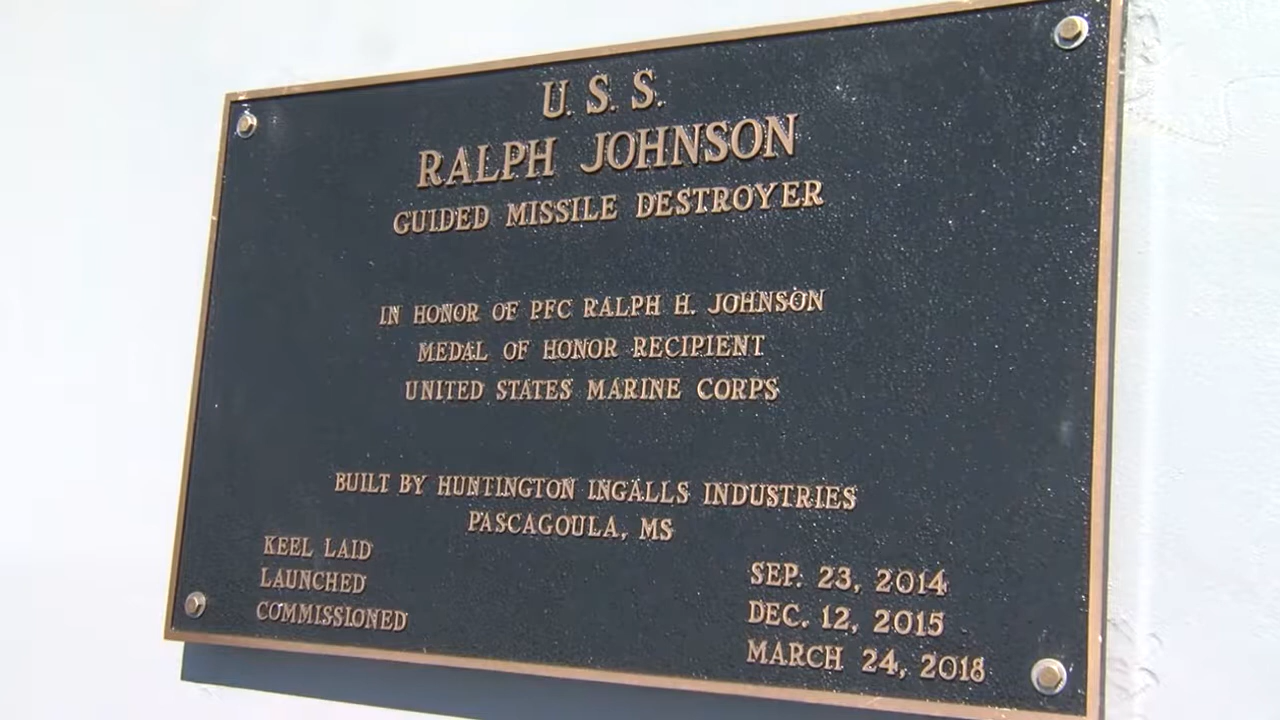 U. S. S.
RALPH JOHNSON
GUIDED MISSILE DESTROYER
IN HONOR OF PFC RALPH H. JOHNSON
MEDAL OF HONOR RECIPIENT
UNITED STATES MARINE CORPS
BUILT BY HUNTINGTON INGALLS INDUSTRIES
PASCAGOULA, MS
KEEL LAID SEP. 23, 2014
LAUNCHED DEC. 12, 2015
COMMISSIONED MARCH 24, 2018